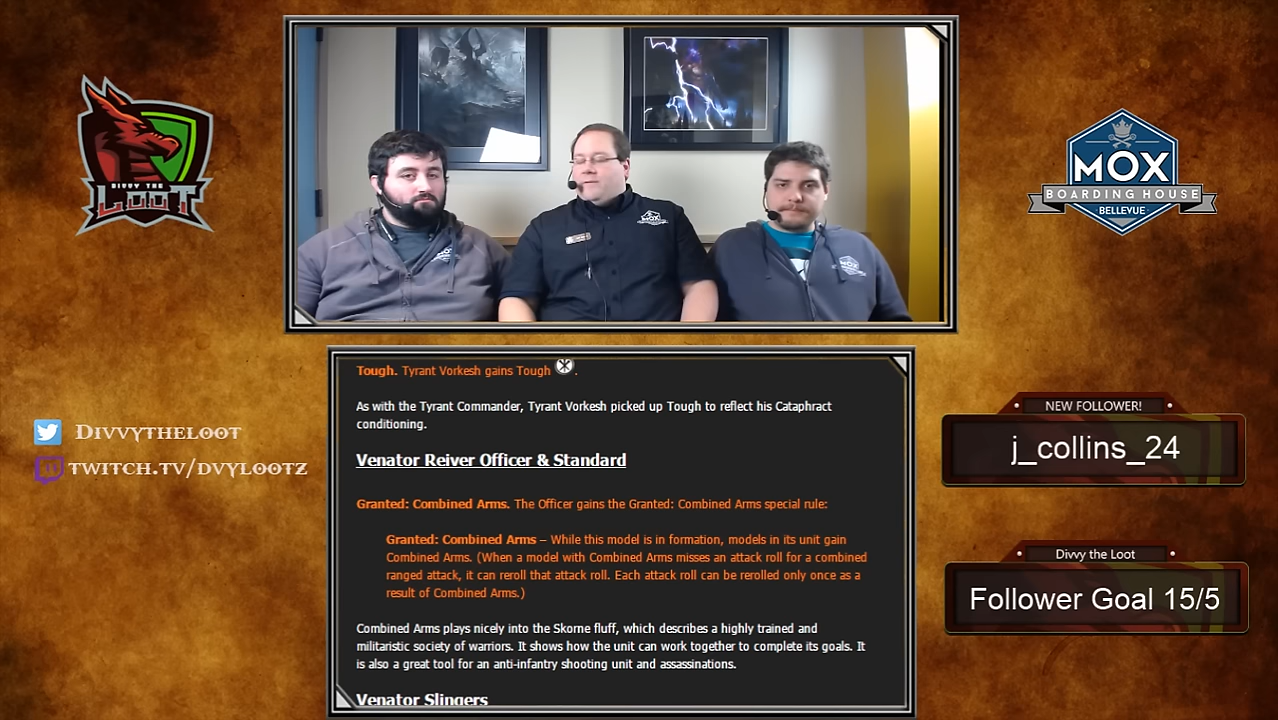 DIVVY THE
LOOT
MOX
BOARDING HOUSE
BELLEVUE
MOX
MOX
Tough. Tyrant Vorkesh gains Tough.
As with the Tyrant Commander, Tyrant Vorkesh picked up Tough to reflect his Cataphract
conditioning.
Venator Reiver Officer & Standard
Granted: Combined Arms. The Officer gains the Granted: Combined Arms special rule:
Granted: Combined Arms – While this model is in formation, models in its unit gain
Combined Arms. (When a model with Combined Arms misses an attack roll for a combined
ranged attack, it can reroll that attack roll. Each attack roll can be rerolled only once as a
result of Combined Arms.)
Combined Arms plays nicely into the Skorne fluff, which describes a highly trained and
militaristic society of warriors. It shows how the unit can work together to complete its goals. It
is also a great tool for an anti-infantry shooting unit and assassinations.
Venator Slingers
Divvytheloot
twitch.tv/dvylootz
NEW FOLLOWER!
j_collins_24
Divvy the Loot
Follower Goal 15/5